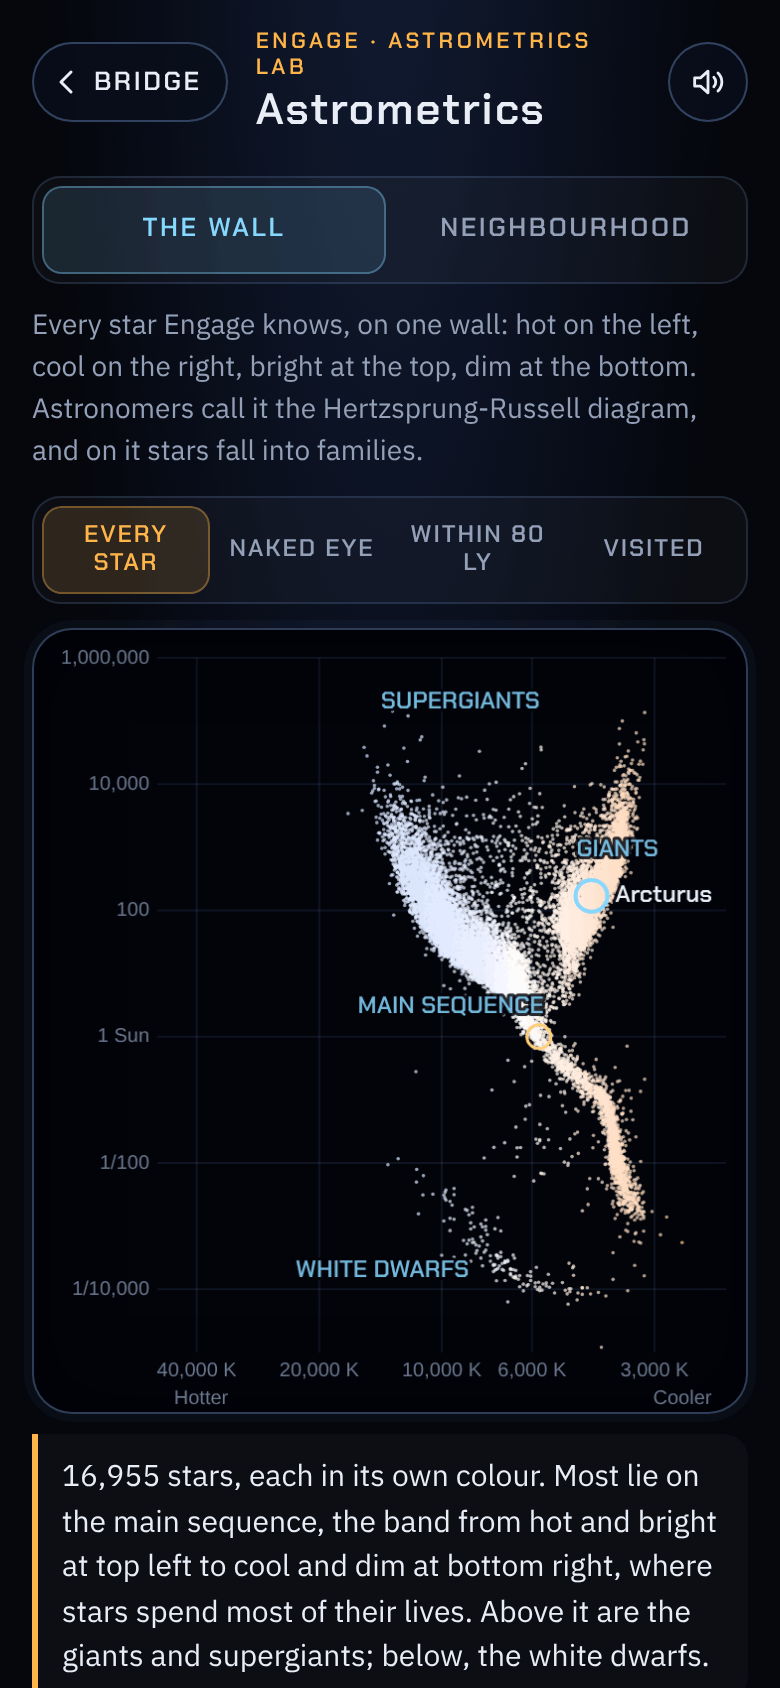 BRIDGE
ENGAGE · ASTROMETRICS
LAB
Astrometrics
THE WALL
NEIGHBOURHOOD
Every star Engage knows, on one wall: hot on the left,
cool on the right, bright at the top, dim at the bottom.
Astronomers call it the Hertzsprung-Russell diagram,
and on it stars fall into families.
EVERY
STAR
NAKED EYE
WITHIN 80
LY
VISITED
1,000,000
SUPERGIANTS
10,000
GIANTS
Arcturus
100
MAIN SEQUENCE
1 Sun
1/100
WHITE DWARFS
1/10,000
40,000 K
20,000 K
10,000 K
6,000 K
3,000 K
Hotter
Cooler
16,955 stars, each in its own colour. Most lie on
the main sequence, the band from hot and bright
at top left to cool and dim at bottom right, where
stars spend most of their lives. Above it are the
giants and supergiants; below, the white dwarfs.